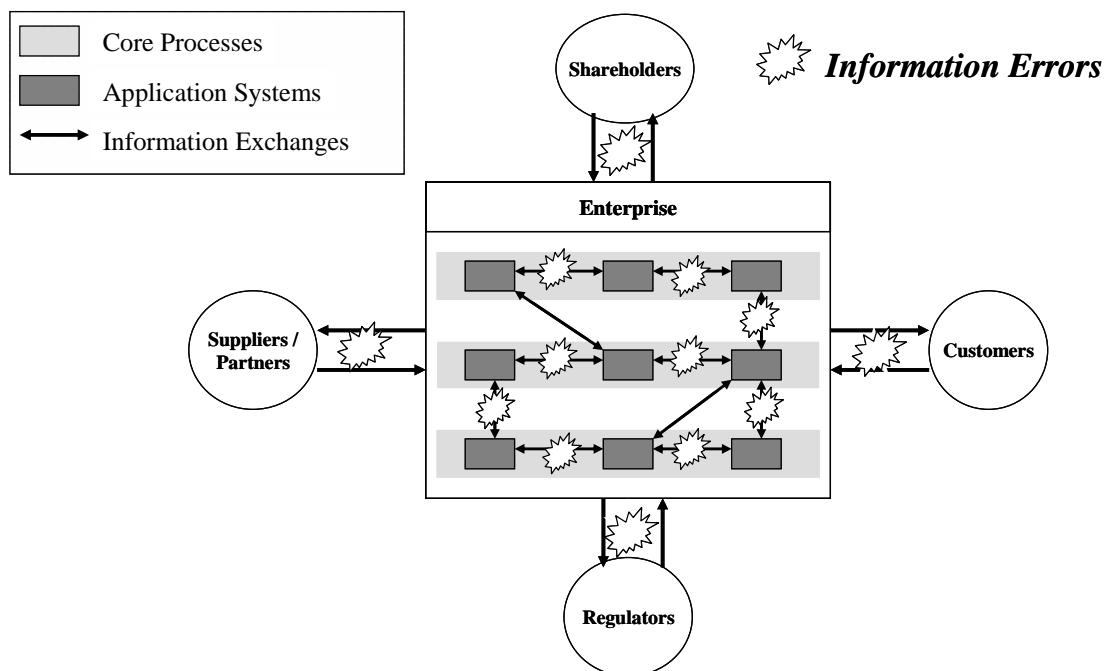 Core Processes
Application Systems
Information Exchanges
Shareholders
Information Errors
Enterprise
Suppliers /
Partners
Customers
Regulators